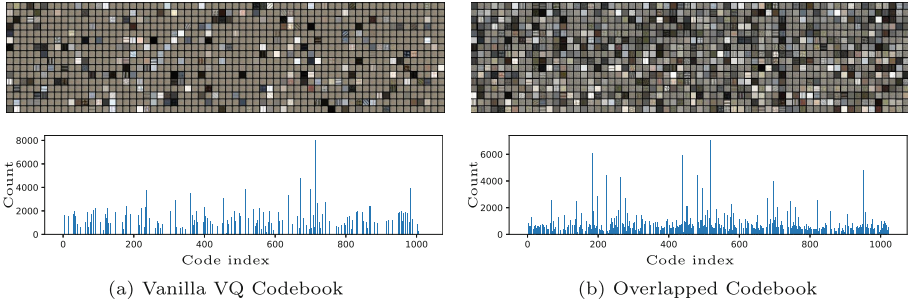 8000
6000
4000
2000
0
Count
0 200 400 600 800 1000
Code index
(a) Vanilla VQ Codebook
6000
4000
2000
0
Count
0 200 400 600 800 1000
Code index
(b) Overlapped Codebook